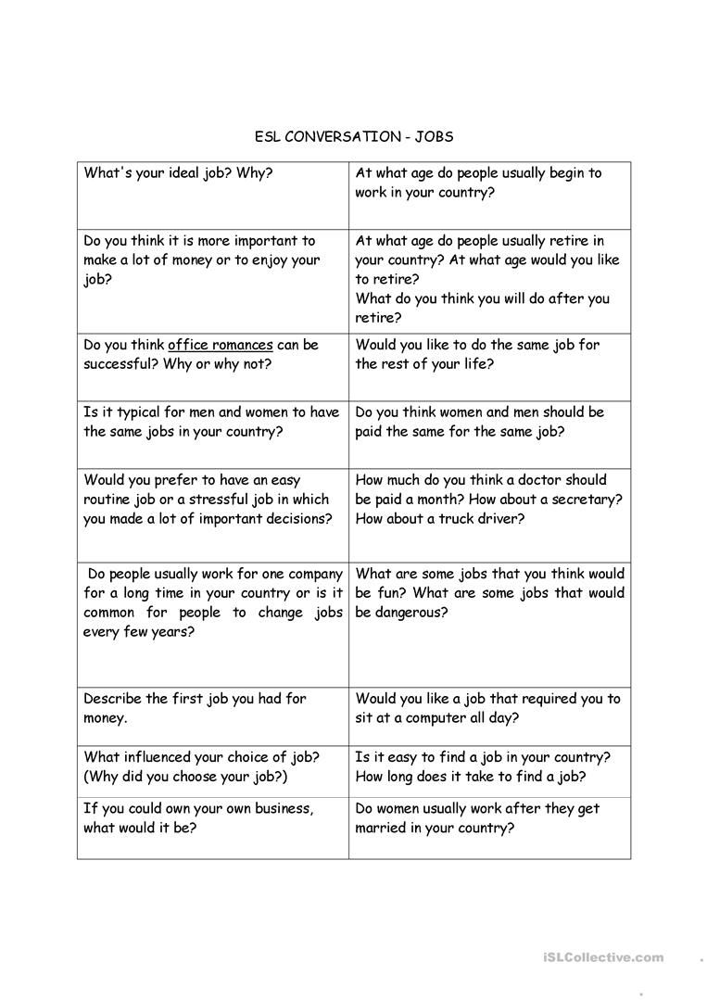 ESL CONVERSATION - JOBS
What's your ideal job? Why?
At what age do people usually begin to
work in your country?
Do you think it is more important to
make a lot of money or to enjoy your
job?
At what age do people usually retire in
your country? At what age would you like
to retire?
What do you think you will do after you
retire?
Do you think office romances can be
successful? Why or why not?
Would you like to do the same job for
the rest of your life?
Is it typical for men and women to have
the same jobs in your country?
Do you think women and men should be
paid the same for the same job?
Would you prefer to have an easy
routine job or a stressful job in which
you made a lot of important decisions?
How much do you think a doctor should
be paid a month? How about a secretary?
How about a truck driver?
Do people usually work for one company
for a long time in your country or is it
common for people to change jobs
every few years?
What are some jobs that you think would
be fun? What are some jobs that would
be dangerous?
Describe the first job you had for
money.
Would you like a job that required you to
sit at a computer all day?
What influenced your choice of job?
(Why did you choose your job?)
Is it easy to find a job in your country?
How long does it take to find a job?
If you could own your own business,
what would it be?
Do women usually work after they get
married in your country?
iSLCollective.com